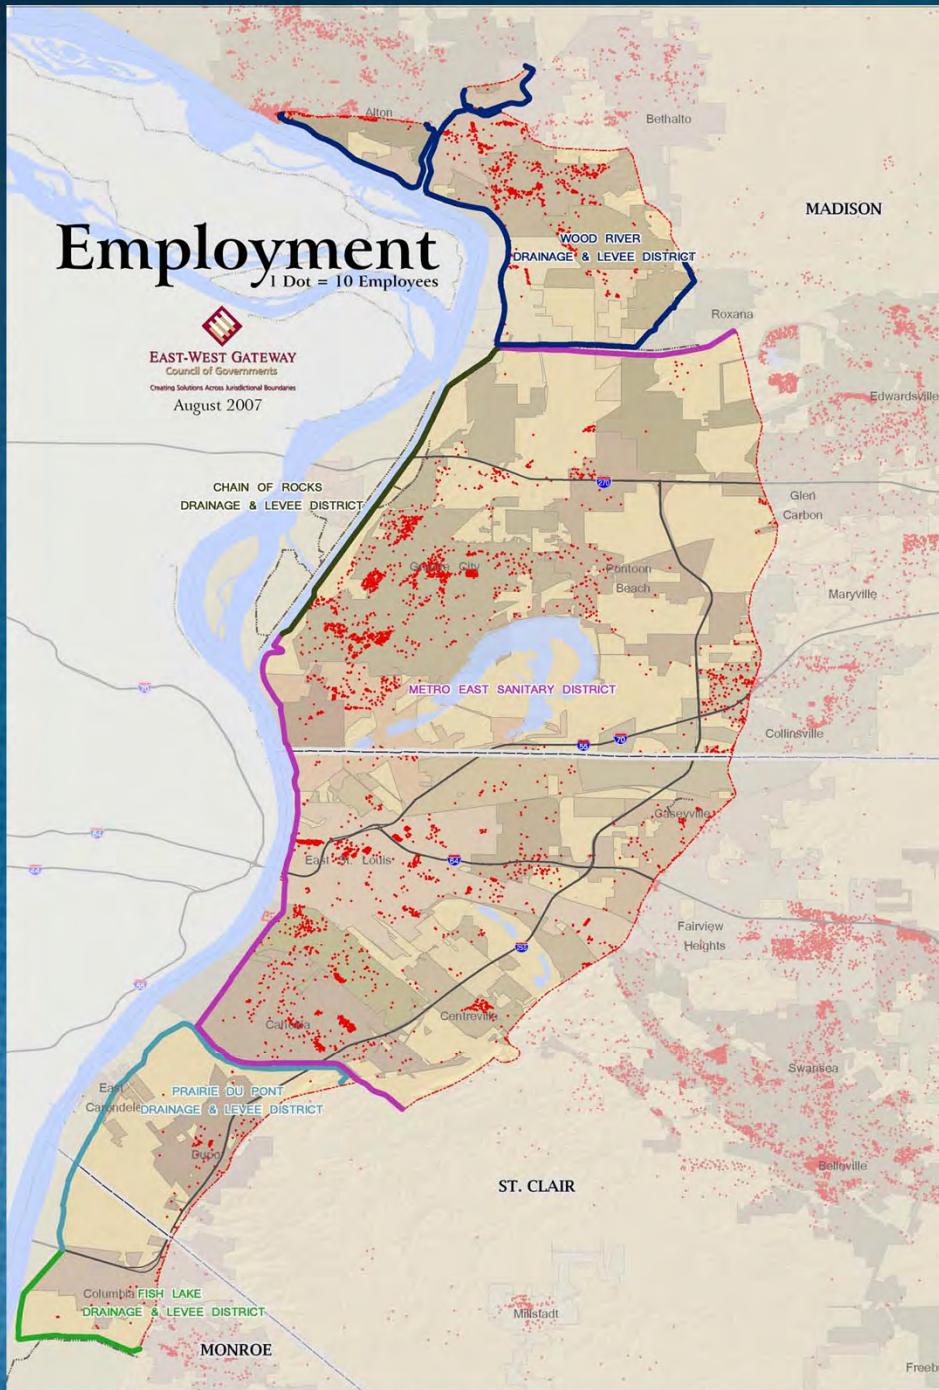 Alton
Bethalto
MADISON
Employment
1 Dot = 10 Employees
WOOD RIVER
DRAINAGE & LEVEE DISTRICT
EAST-WEST GATEWAY
Council of Governments
Creating Solutions Across Jurisdictional Boundaries
August 2007
Roxana
Edwardsville
CHAIN OF ROCKS
DRAINAGE & LEVEE DISTRICT
270
Glen
Carbon
Granite City
Pontoon
Beach
Maryville
METRO EAST SANITARY DISTRICT
70
55
70
Collinsville
Caseyville
64
East St. Louis
64
44
Fairview
Heights
255
55
Cahokia
Centreville
Swansea
East
Carondelet
PRAIRIE DU PONT
DRAINAGE & LEVEE DISTRICT
Dupo
Belleville
ST. CLAIR
Columbia
FISH LAKE
DRAINAGE & LEVEE DISTRICT
Millstadt
MONROE
Freeb